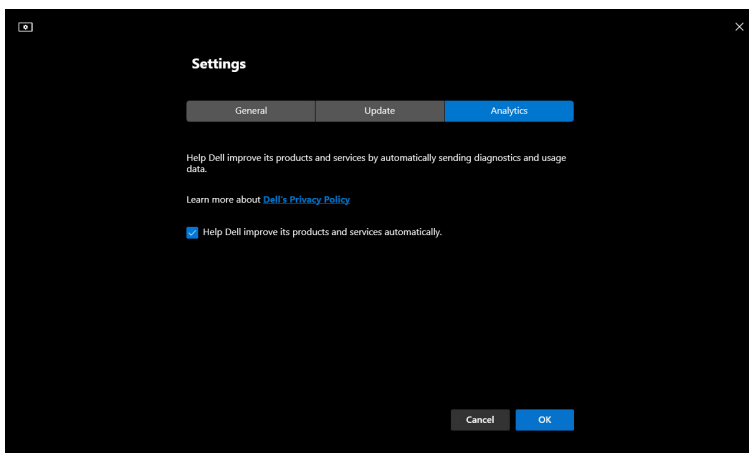 Settings
General
Update
Analytics
Help Dell improve its products and services by automatically sending diagnostics and usage
data.
Learn more about Dell's Privacy Policy
Help Dell improve its products and services automatically.
Cancel
OK